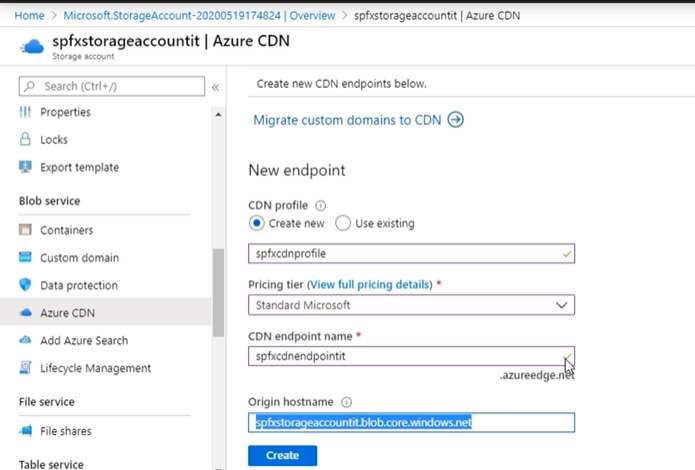 Home > Microsoft.StorageAccount-20200519174824 | Overview > spfxstorageaccountit | Azure CDN
spfxstorageaccountit | Azure CDN
Storage account
Search (Ctrl+/)
«
Properties
Locks
Export template
Blob service
Containers
Custom domain
Data protection
Azure CDN
Add Azure Search
Lifecycle Management
File service
File shares
Table service
Create new CDN endpoints below.
Migrate custom domains to CDN
New endpoint
CDN profile
Create new Use existing
spfxcdnprofile
Pricing tier (View full pricing details) *
Standard Microsoft
CDN endpoint name *
spfxcdnendpointit
.azureedge.net
Origin hostname
spfxstorageaccountit.blob.core.windows.net
Create